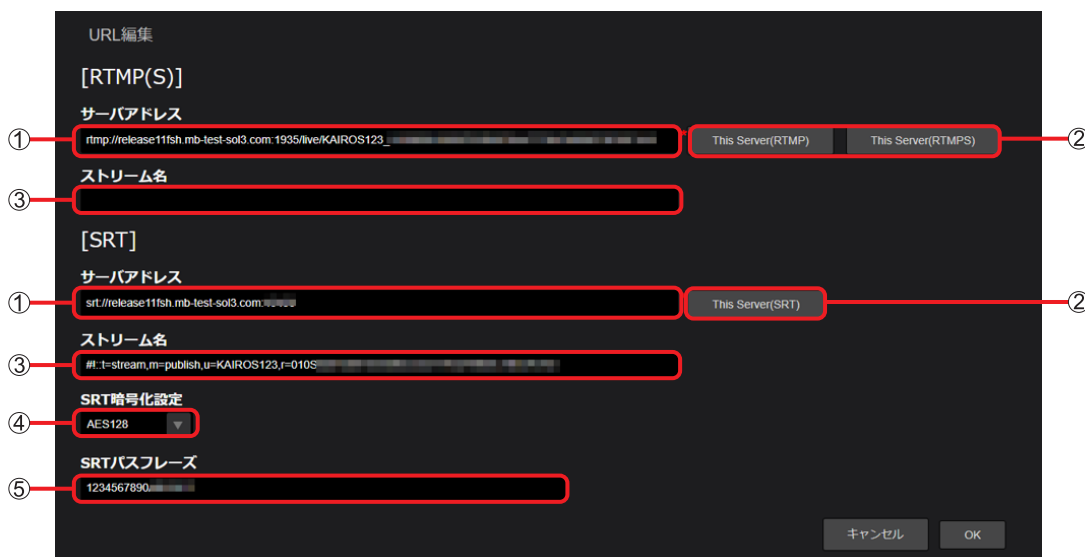 URL編集
[RTMP(S)]
サーバアドレス
① rtmp://release11fsh.mb-test-sol3.com:1935/live/KAIROS123_ * This Server(RTMP) This Server(RTMPS) ②
ストリーム名
③
[SRT]
サーバアドレス
① srt://release11fsh.mb-test-sol3.com: This Server(SRT) ②
ストリーム名
③ #!::t=stream,m=publish,u=KAIROS123,r=010S
SRT暗号化設定
④ AES128
SRTパスフレーズ
⑤ 1234567890
キャンセル OK